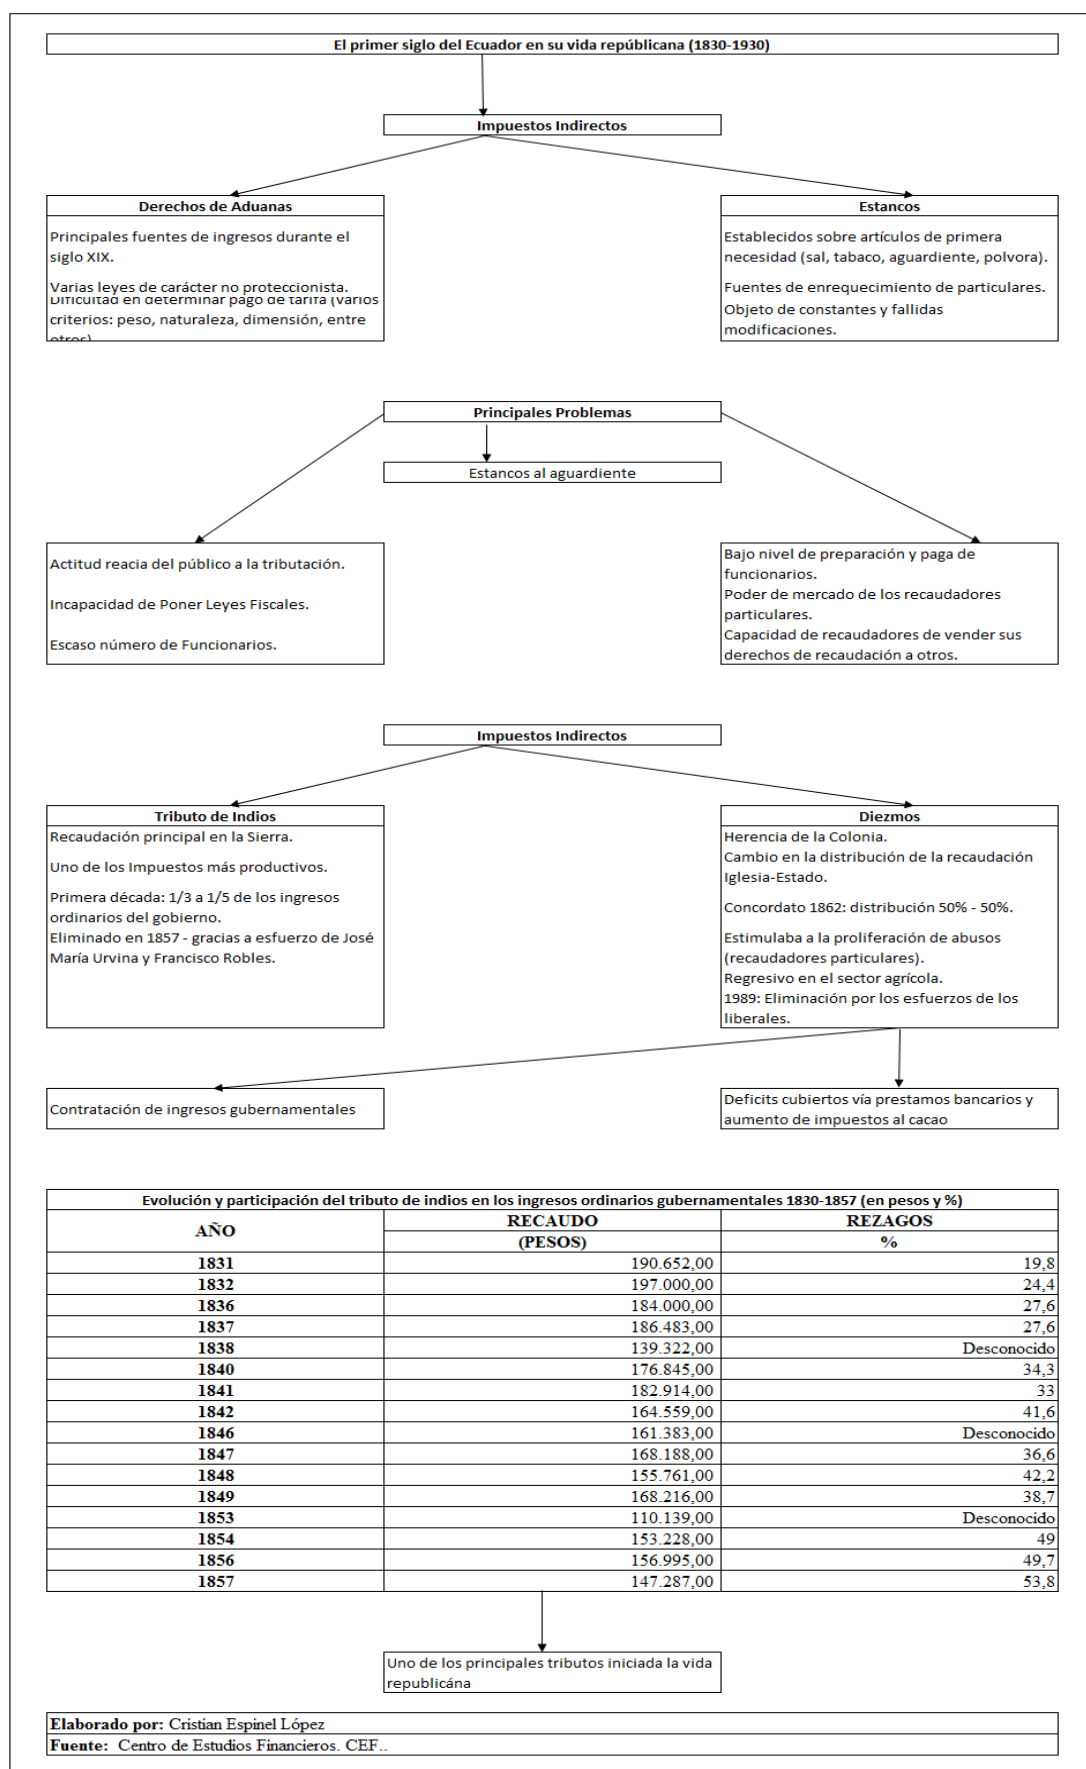 El primer siglo del Ecuador en su vida républicana (1830-1930)
Impuestos Indirectos
Derechos de Aduanas
Principales fuentes de ingresos durante el
siglo XIX.
Varias leyes de carácter no proteccionista.
Dificultad en determinar pago de tarifa (varios
criterios: peso, naturaleza, dimensión, entre
otros)
Estancos
Establecidos sobre artículos de primera
necesidad (sal, tabaco, aguardiente, polvora).
Fuentes de enrequecimiento de particulares.
Objeto de constantes y fallidas
modificaciones.
Principales Problemas
Estancos al aguardiente
Actitud reacia del público a la tributación.
Incapacidad de Poner Leyes Fiscales.
Escaso número de Funcionarios.
Bajo nivel de preparación y paga de
funcionarios.
Poder de mercado de los recaudadores
particulares.
Capacidad de recaudadores de vender sus
derechos de recaudación a otros.
Impuestos Indirectos
Tributo de Indios
Recaudación principal en la Sierra.
Uno de los Impuestos más productivos.
Primera década: 1/3 a 1/5 de los ingresos
ordinarios del gobierno.
Eliminado en 1857 - gracias a esfuerzo de José
María Urvina y Francisco Robles.
Diezmos
Herencia de la Colonia.
Cambio en la distribución de la recaudación
Iglesia-Estado.
Concordato 1862: distribución 50% - 50%.
Estimulaba a la proliferación de abusos
(recaudadores particulares).
Regresivo en el sector agrícola.
1989: Eliminación por los esfuerzos de los
liberales.
Contratación de ingresos gubernamentales
Deficits cubiertos vía prestamos bancarios y
aumento de impuestos al cacao
Evolución y participación del tributo de indios en los ingresos ordinarios gubernamentales 1830-1857 (en pesos y %)
AÑO RECAUDO REZAGOS
(PESOS) %
1831 190.652,00 19,8
1832 197.000,00 24,4
1836 184.000,00 27,6
1837 186.483,00 27,6
1838 139.322,00 Desconocido
1840 176.845,00 34,3
1841 182.914,00 33
1842 164.559,00 41,6
1846 161.383,00 Desconocido
1847 168.188,00 36,6
1848 155.761,00 42,2
1849 168.216,00 38,7
1853 110.139,00 Desconocido
1854 153.228,00 49
1856 156.995,00 49,7
1857 147.287,00 53,8
Uno de los principales tributos iniciada la vida
republicána
Elaborado por: Cristian Espinel López
Fuente: Centro de Estudios Financieros. CEF..